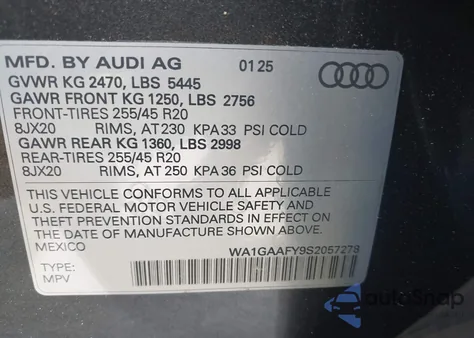 MFD. BY AUDI AG 01 25
GVWR KG 2470, LBS 5445
GAWR FRONT KG 1250, LBS 2756
FRONT-TIRES 255/45 R20
8JX20 RIMS, AT 230 KPA 33 PSI COLD
GAWR REAR KG 1360, LBS 2998
REAR-TIRES 255/45 R20
8JX20 RIMS, AT 250 KPA 36 PSI COLD
THIS VEHICLE CONFORMS TO ALL APPLICABLE
U.S. FEDERAL MOTOR VEHICLE SAFETY AND
THEFT PREVENTION STANDARDS IN EFFECT ON
THE DATE OF MANUFACTURE SHOWN ABOVE.
MEXICO WA1GAAFY9S2057278
TYPE:
MPV
autoSnap